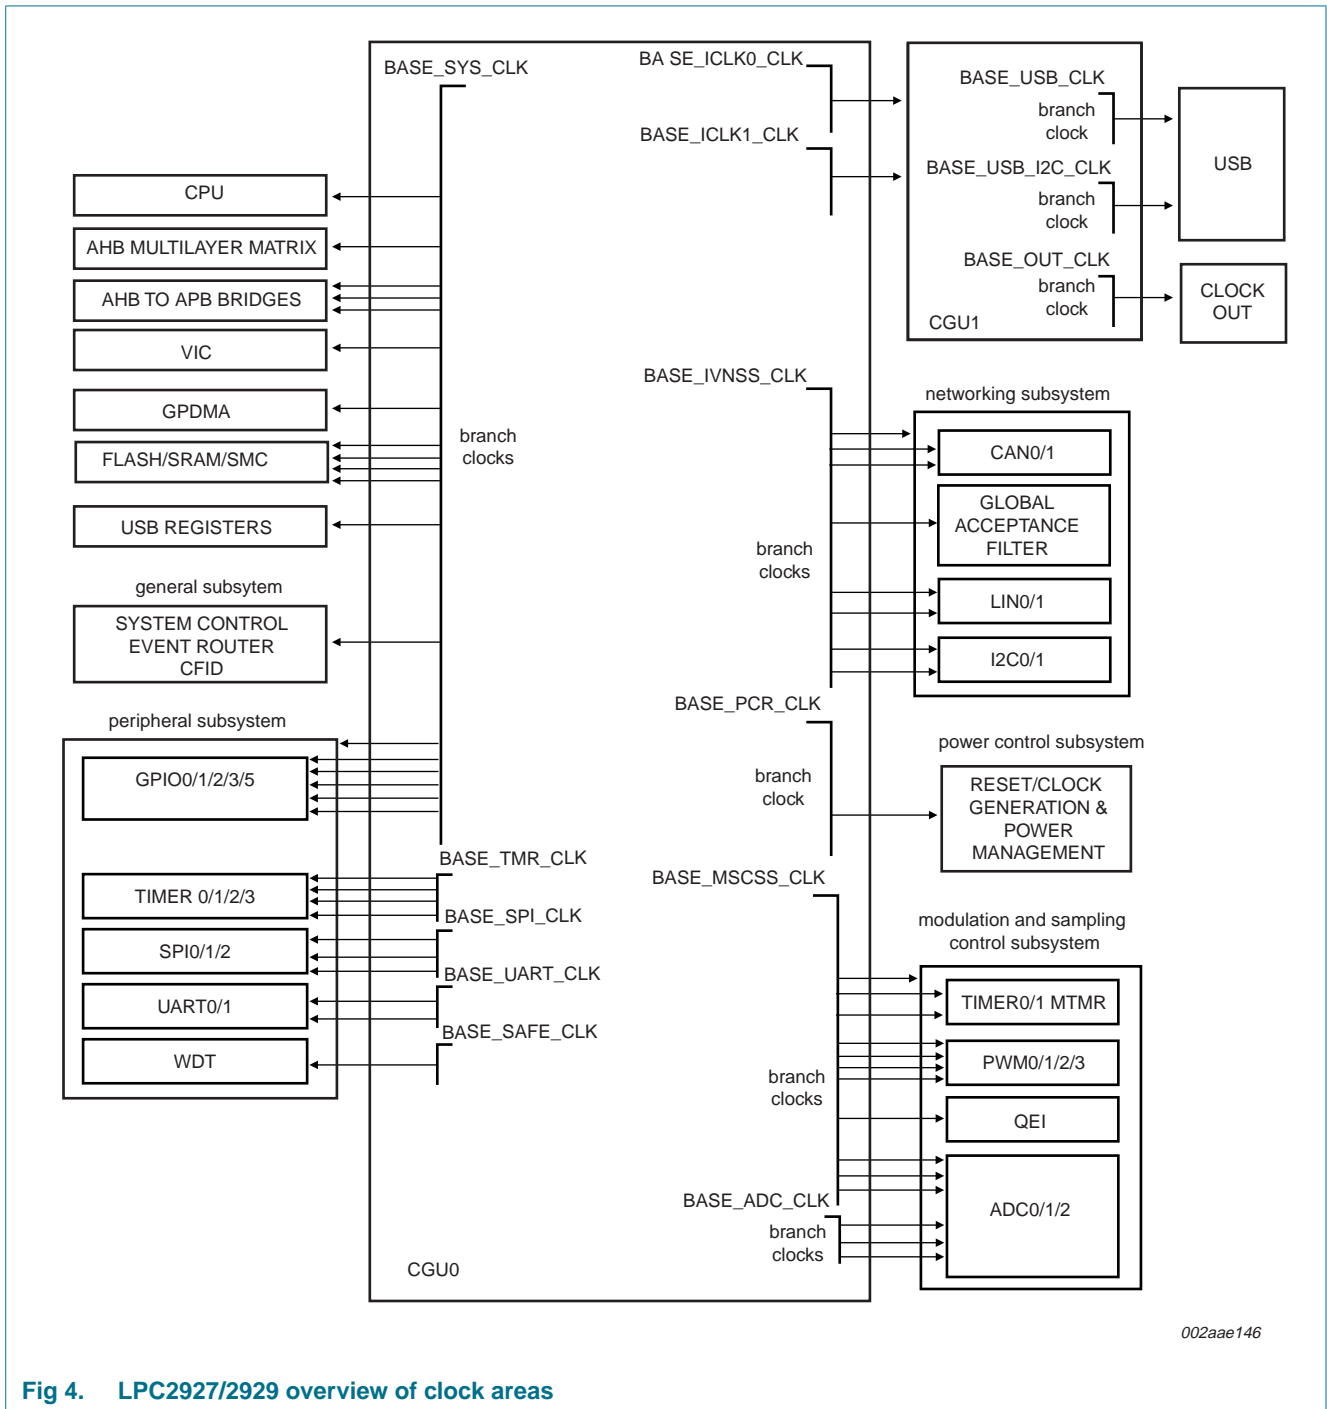 BASE_SYS_CLK
BA SE_ICLK0_CLK
BASE_ICLK1_CLK
BASE_USB_CLK
branch
clock
BASE_USB_I2C_CLK
branch
clock
BASE_OUT_CLK
branch
clock
CGU1
USB
CLOCK
OUT
CPU
AHB MULTILAYER MATRIX
AHB TO APB BRIDGES
VIC
GPDMA
FLASH/SRAM/SMC
USB REGISTERS
branch
clocks
general subsytem
SYSTEM CONTROL
EVENT ROUTER
CFID
peripheral subsystem
GPIO0/1/2/3/5
BASE_TMR_CLK
TIMER 0/1/2/3
BASE_SPI_CLK
SPI0/1/2
BASE_UART_CLK
UART0/1
BASE_SAFE_CLK
WDT
BASE_IVNSS_CLK
networking subsystem
CAN0/1
GLOBAL
ACCEPTANCE
FILTER
branch
clocks
LIN0/1
I2C0/1
BASE_PCR_CLK
power control subsystem
branch
clock
RESET/CLOCK
GENERATION &
POWER
MANAGEMENT
BASE_MSCSS_CLK
modulation and sampling
control subsystem
TIMER0/1 MTMR
PWM0/1/2/3
branch
clocks
QEI
BASE_ADC_CLK
ADC0/1/2
branch
clocks
CGU0
002aae146
Fig 4. LPC2927/2929 overview of clock areas